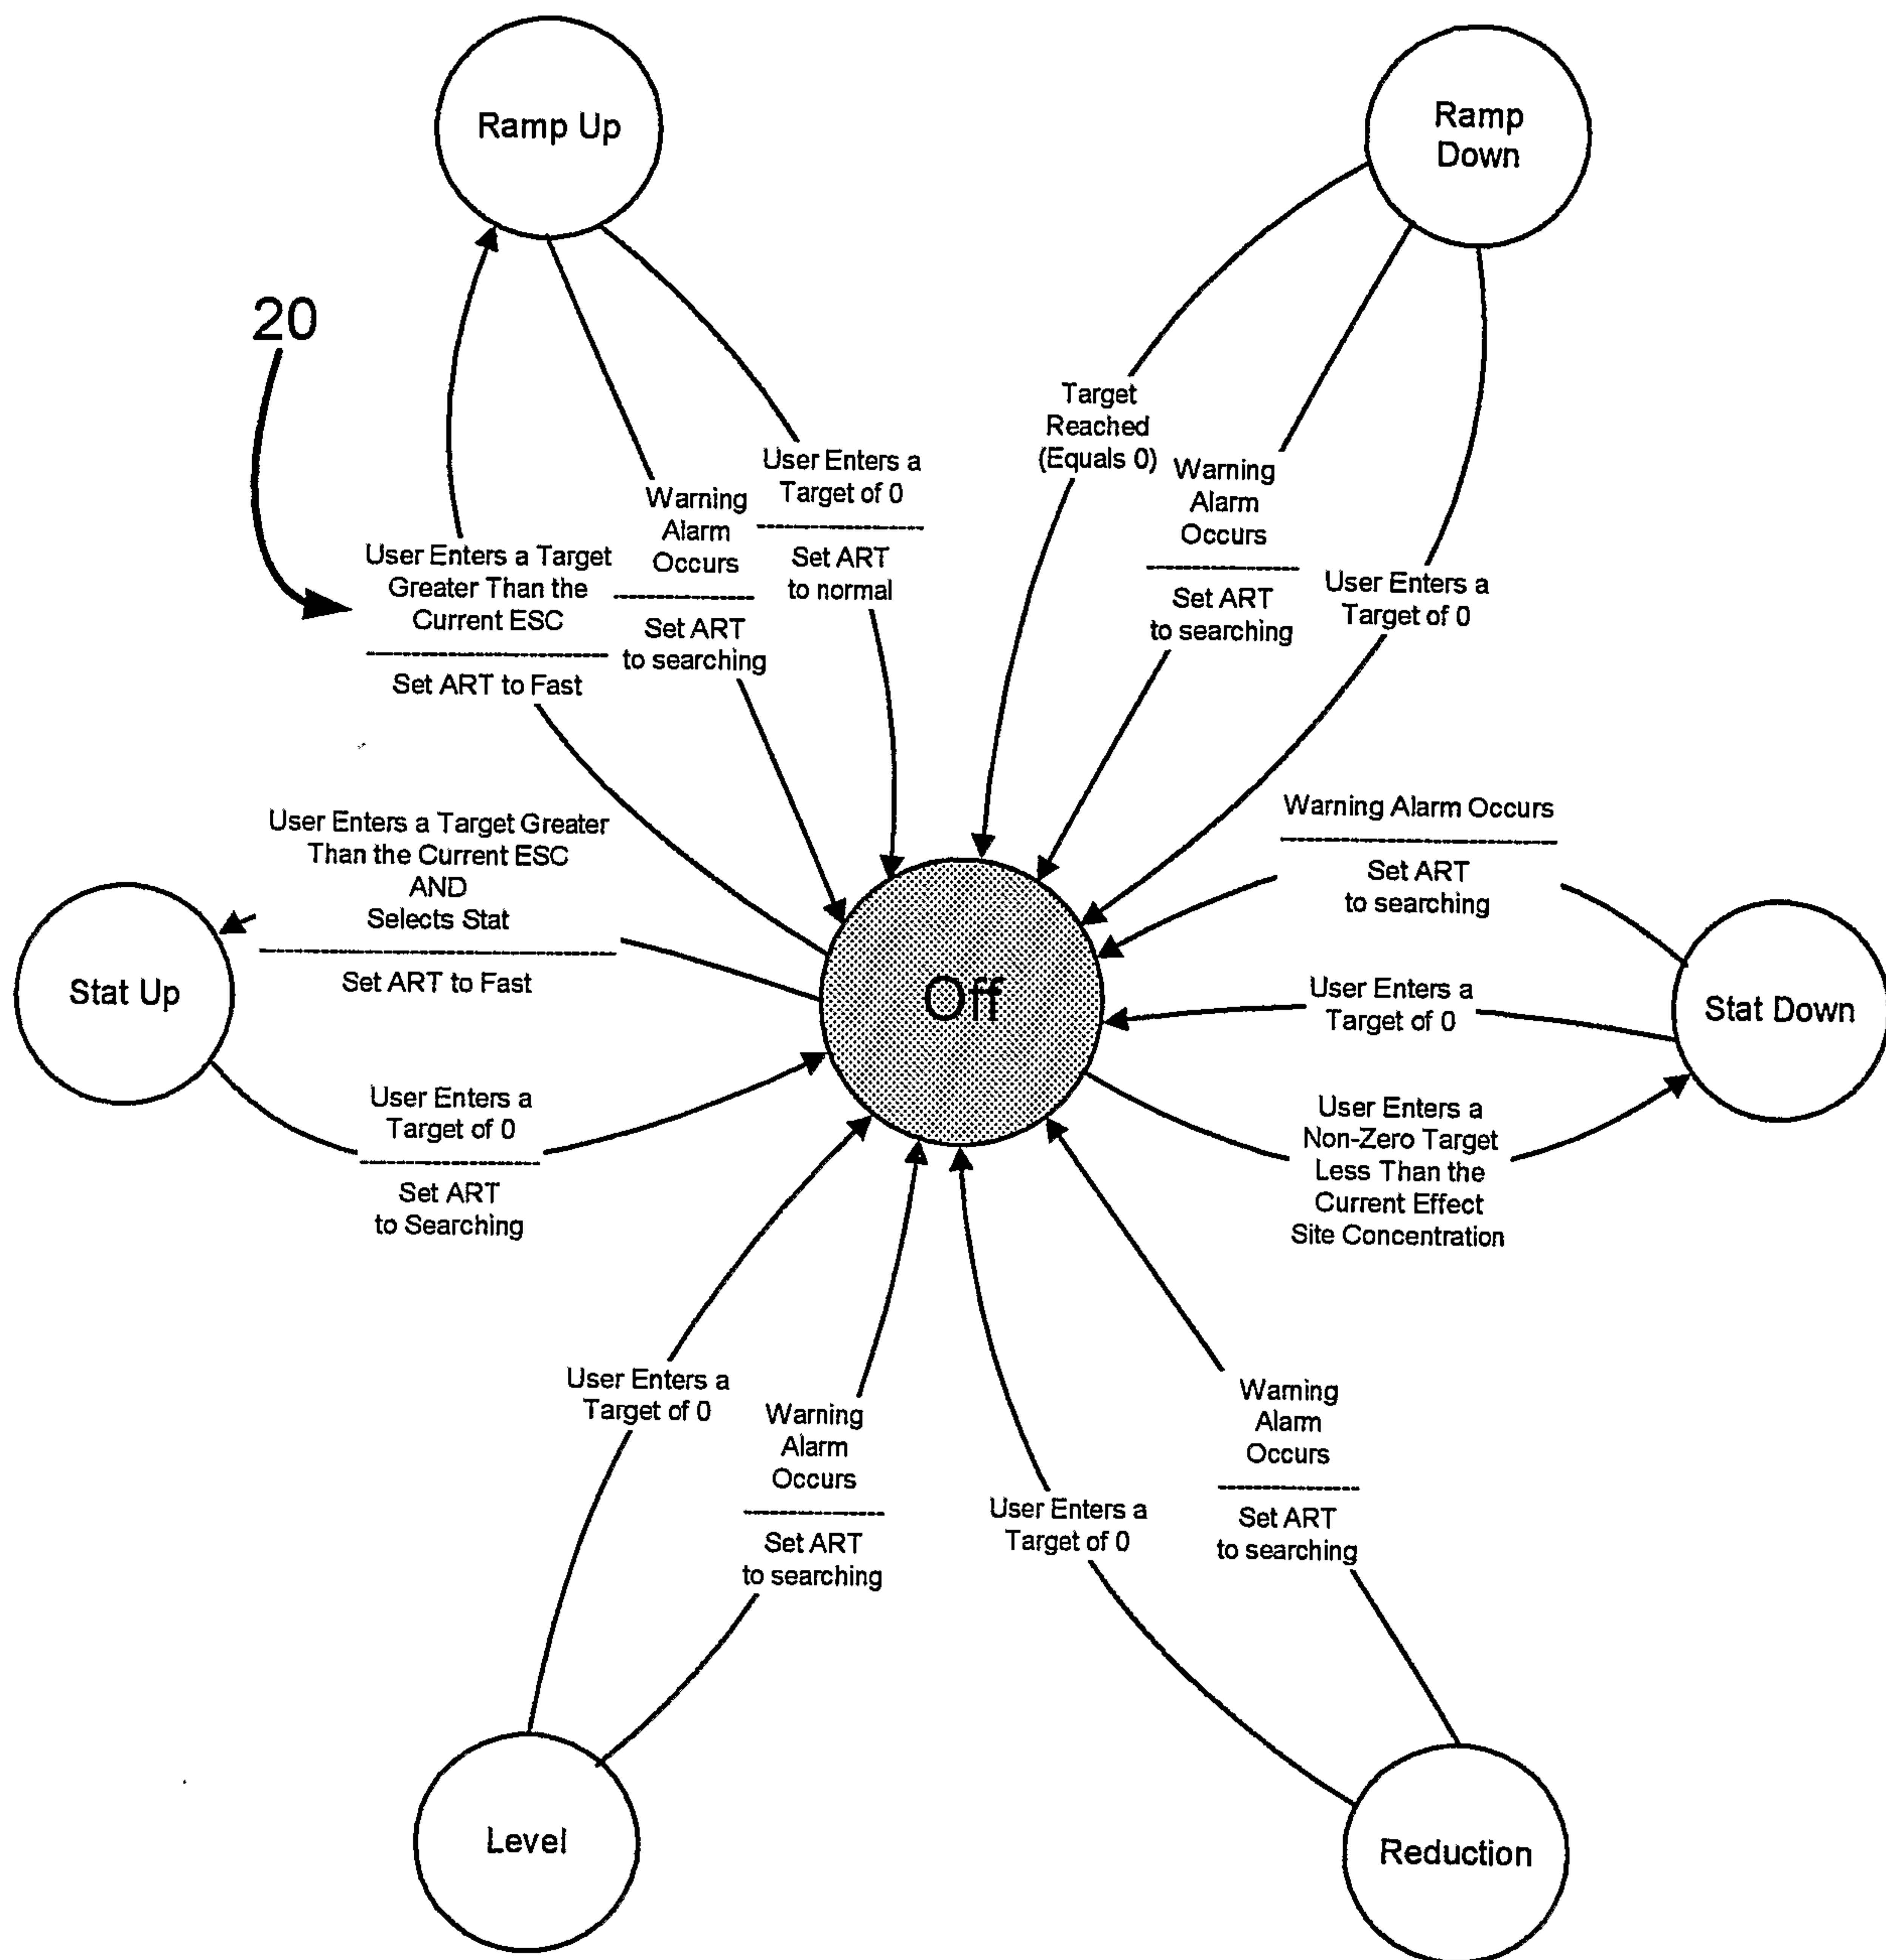 Ramp Up
Ramp
Down
20
User Enters a Target
Greater Than the
Current ESC
Set ART to Fast
Warning
Alarm
Occurs
Set ART
to searching
User Enters a
Target of 0
Set ART
to normal
Target
Reached
(Equals 0)
Warning
Alarm
Occurs
Set ART
to searching
User Enters a
Target of 0
User Enters a Target Greater
Than the Current ESC
AND
Selects Stat
Set ART to Fast
Warning Alarm Occurs
Set ART
to searching
Stat Up
Off
User Enters a
Target of 0
Stat Down
User Enters a
Target of 0
Set ART
to Searching
User Enters a
Non-Zero Target
Less Than the
Current Effect
Site Concentration
User Enters a
Target of 0
Warning
Alarm
Occurs
Set ART
to searching
User Enters a
Target of 0
Warning
Alarm
Occurs
Set ART
to searching
Level
Reduction